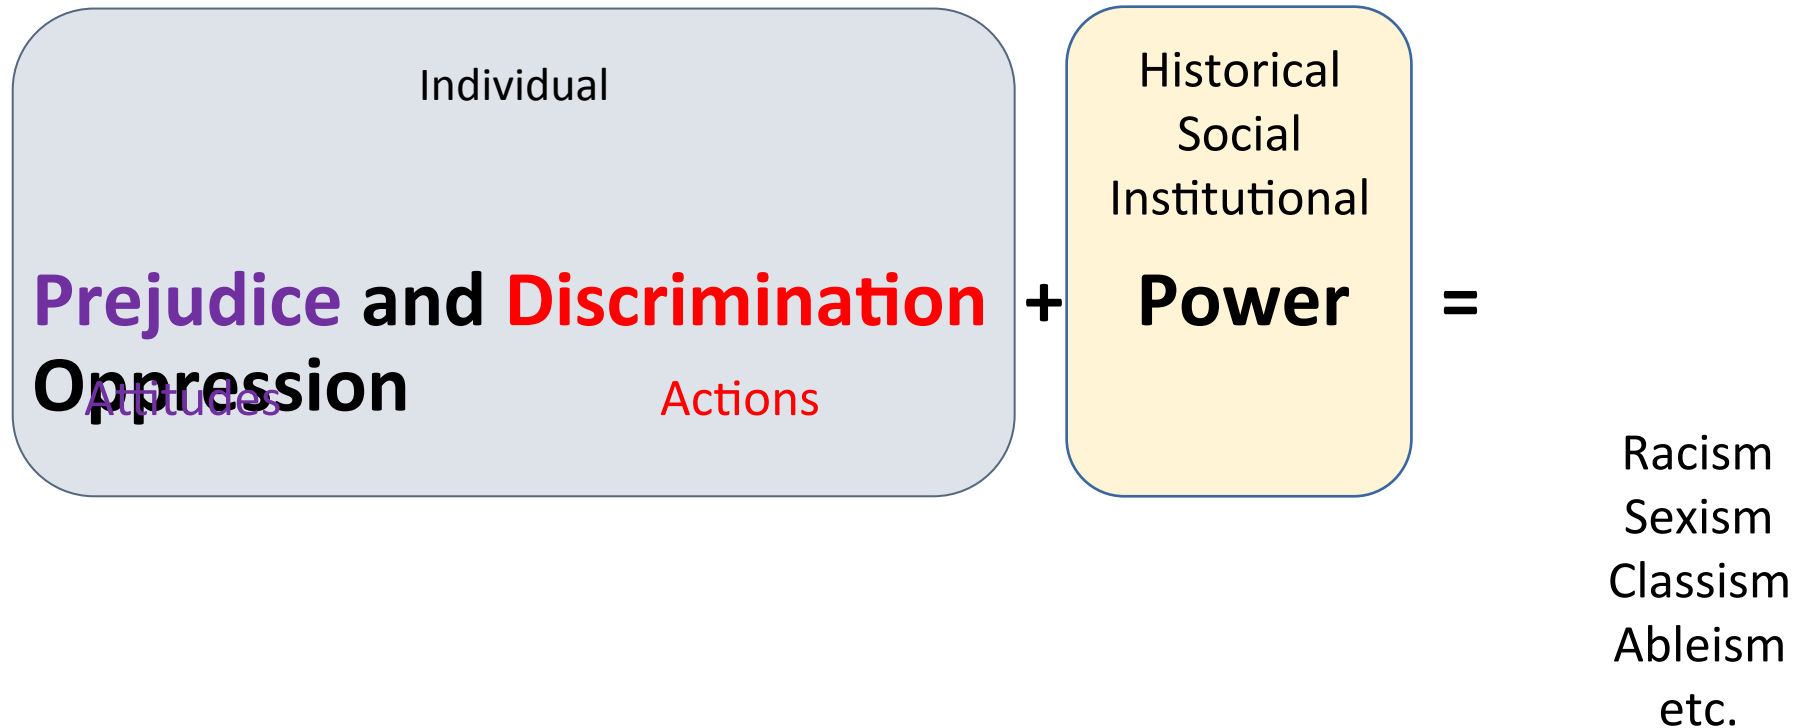 Individual
Historical
Social
Institutional
Prejudice and Discrimination + Power =
Oppression
Attitudes
Actions
Racism
Sexism
Classism
Ableism
etc.